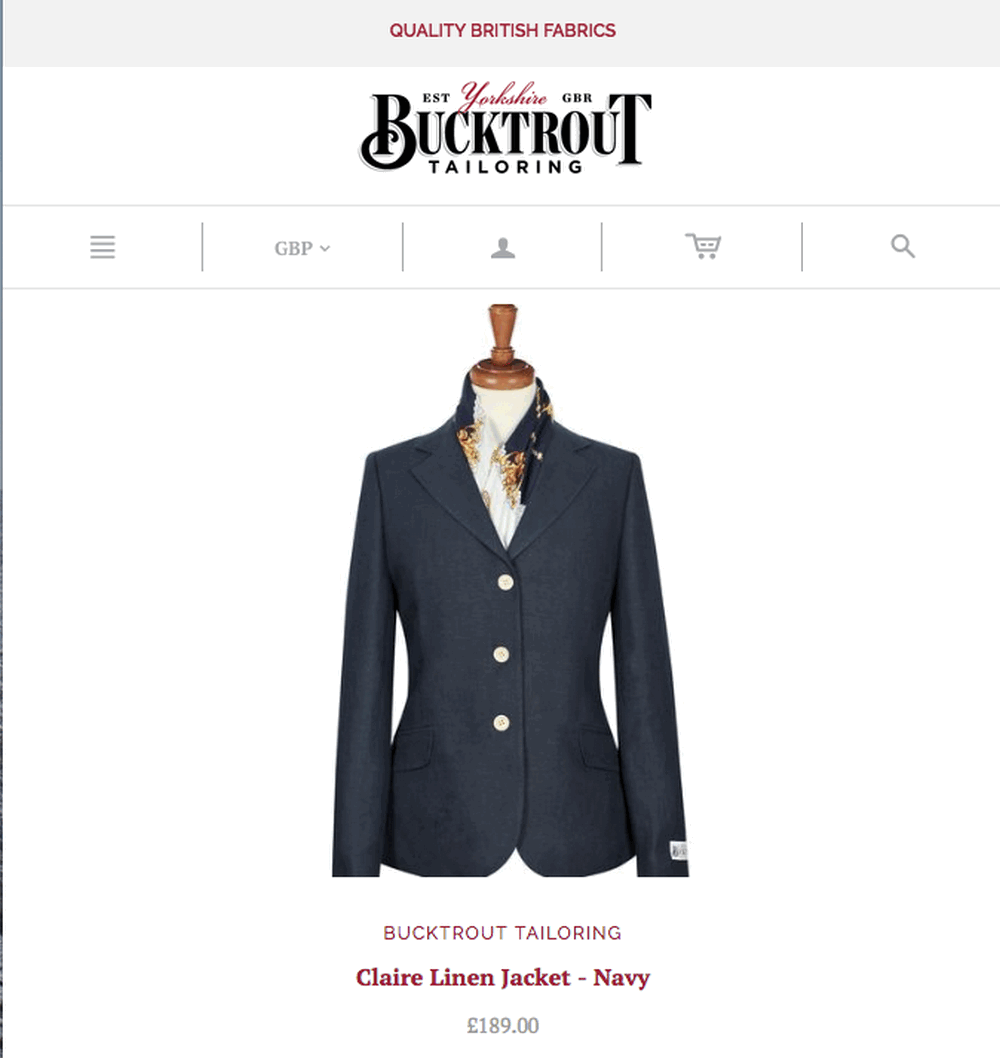 QUALITY BRITISH FABRICS
EST Yorkshire GBR
BUCKTROUT
TAILORING
GBP
BUCKTROUT TAILORING
Claire Linen Jacket - Navy
£189.00